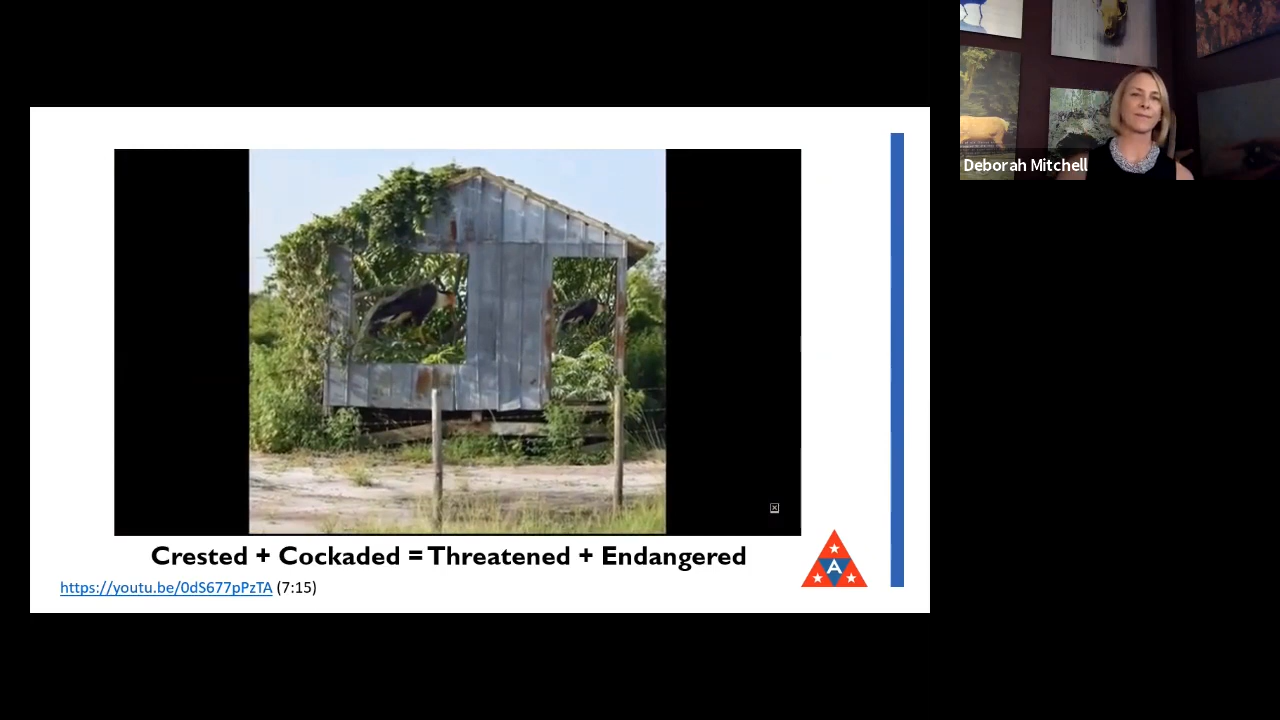 Deborah Mitchell
Crested + Cockaded = Threatened + Endangered
https://youtu.be/0dS677pPzTA (7:15)
A